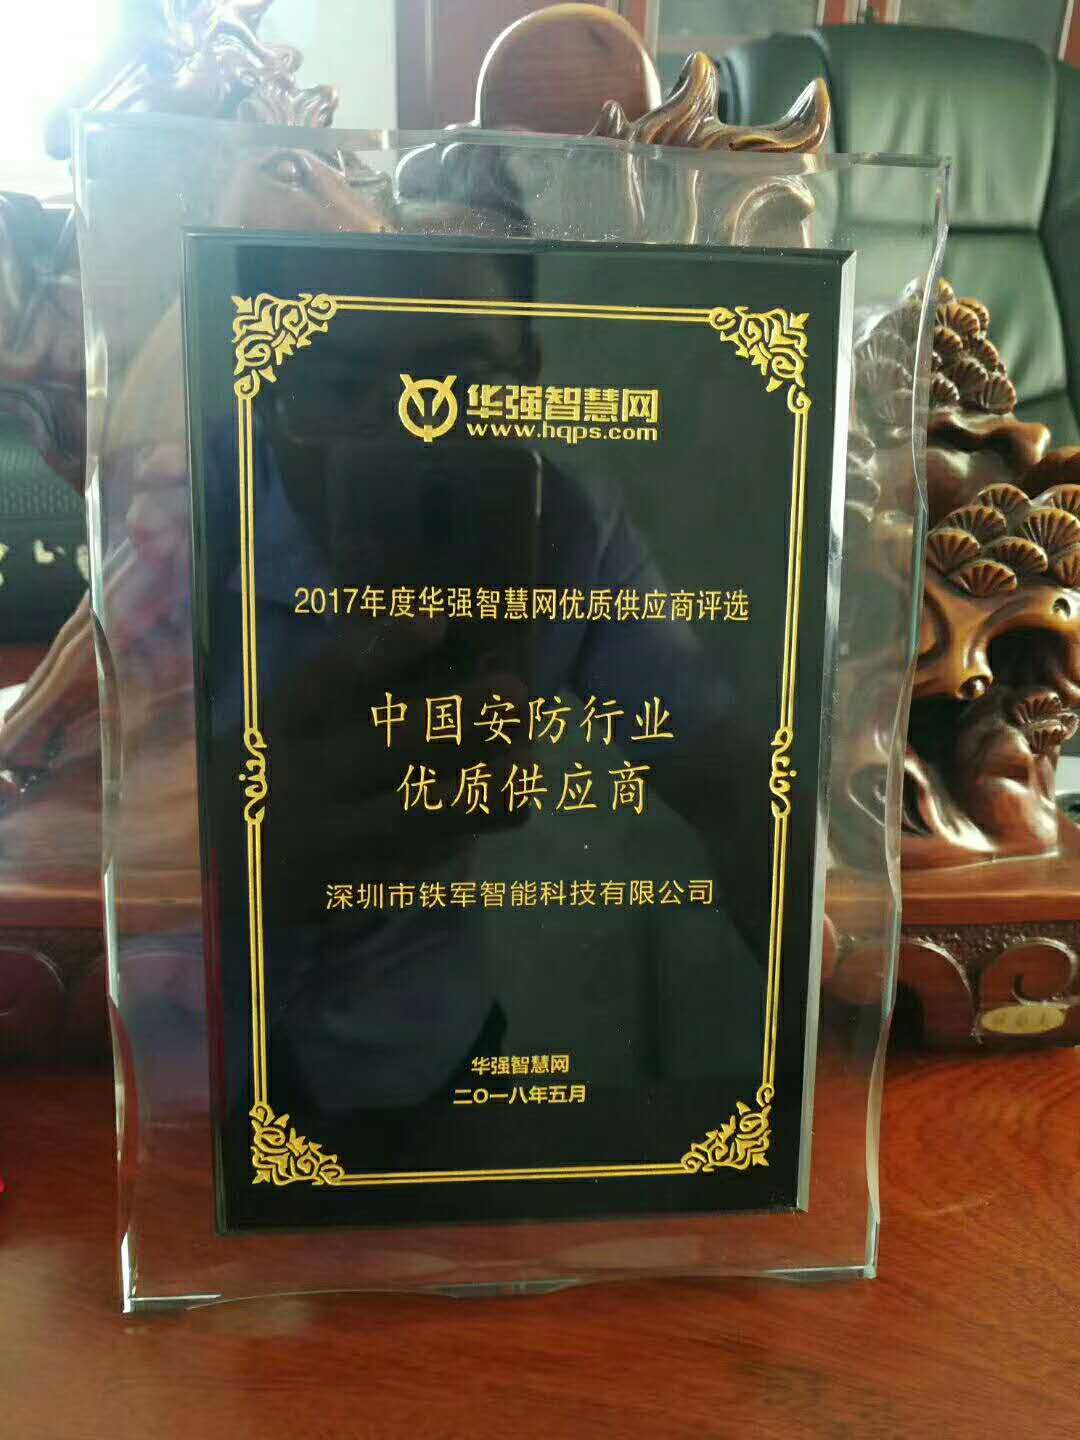 华强智慧网
www.hqps.com
2017年度华强智慧网优质供应商评选
中国安防行业
优质供应商
深圳市铁军智能科技有限公司
华强智慧网
二〇一八年五月